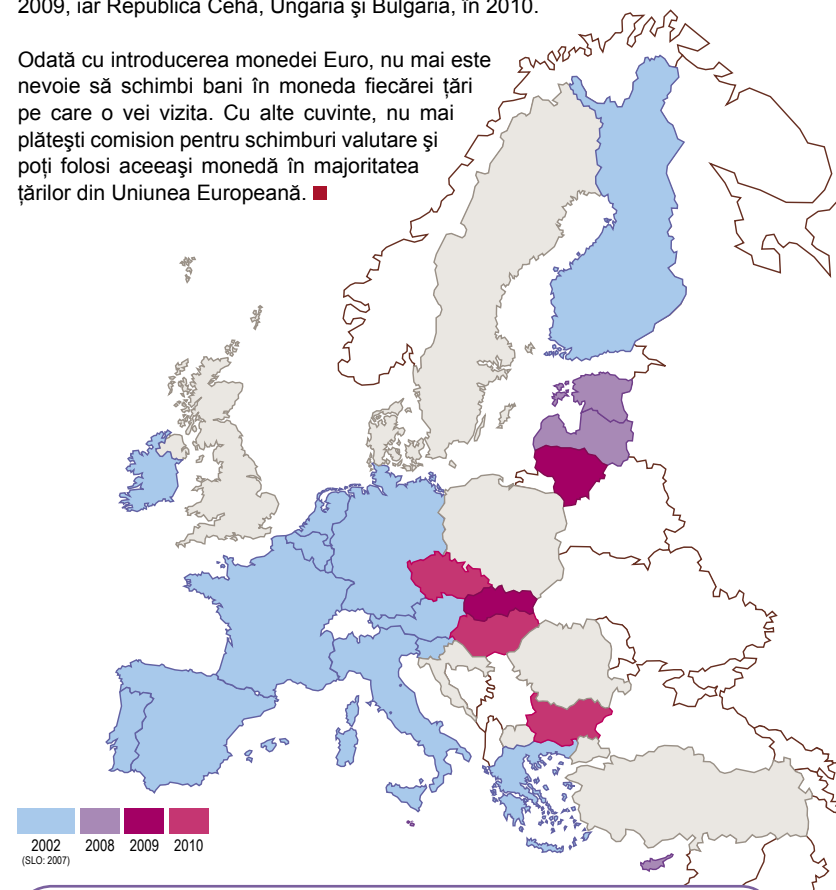 2009, iar Republica Cehă, Ungaria şi Bulgaria, în 2010.
Odată cu introducerea monedei Euro, nu mai este
nevoie să schimbi bani în moneda fiecărei ţări
pe care o vei vizita. Cu alte cuvinte, nu mai
plăteşti comision pentru schimburi valutare şi
poţi folosi aceeaşi monedă în majoritatea
ţărilor din Uniunea Europeană.
2002 2008 2009 2010
(SLO: 2007)